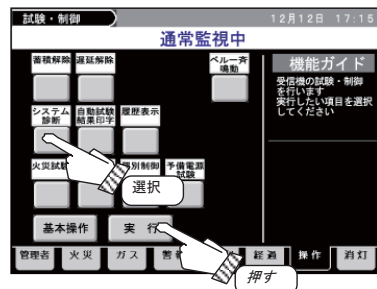 試験・制御
12月12日 17:15
通常監視中
蓄積解除 遅延解除
ベル一斉
鳴動
機能ガイド
受信機の試験・制御
を行います
実行したい項目を選択
してください
システム
診断
自動試験
結果印字
履歴表示
火災試験
別制御
予備電源
試験
選択
基本操作
実行
管理者 火災 ガス 警 経過 操作 消灯
押す